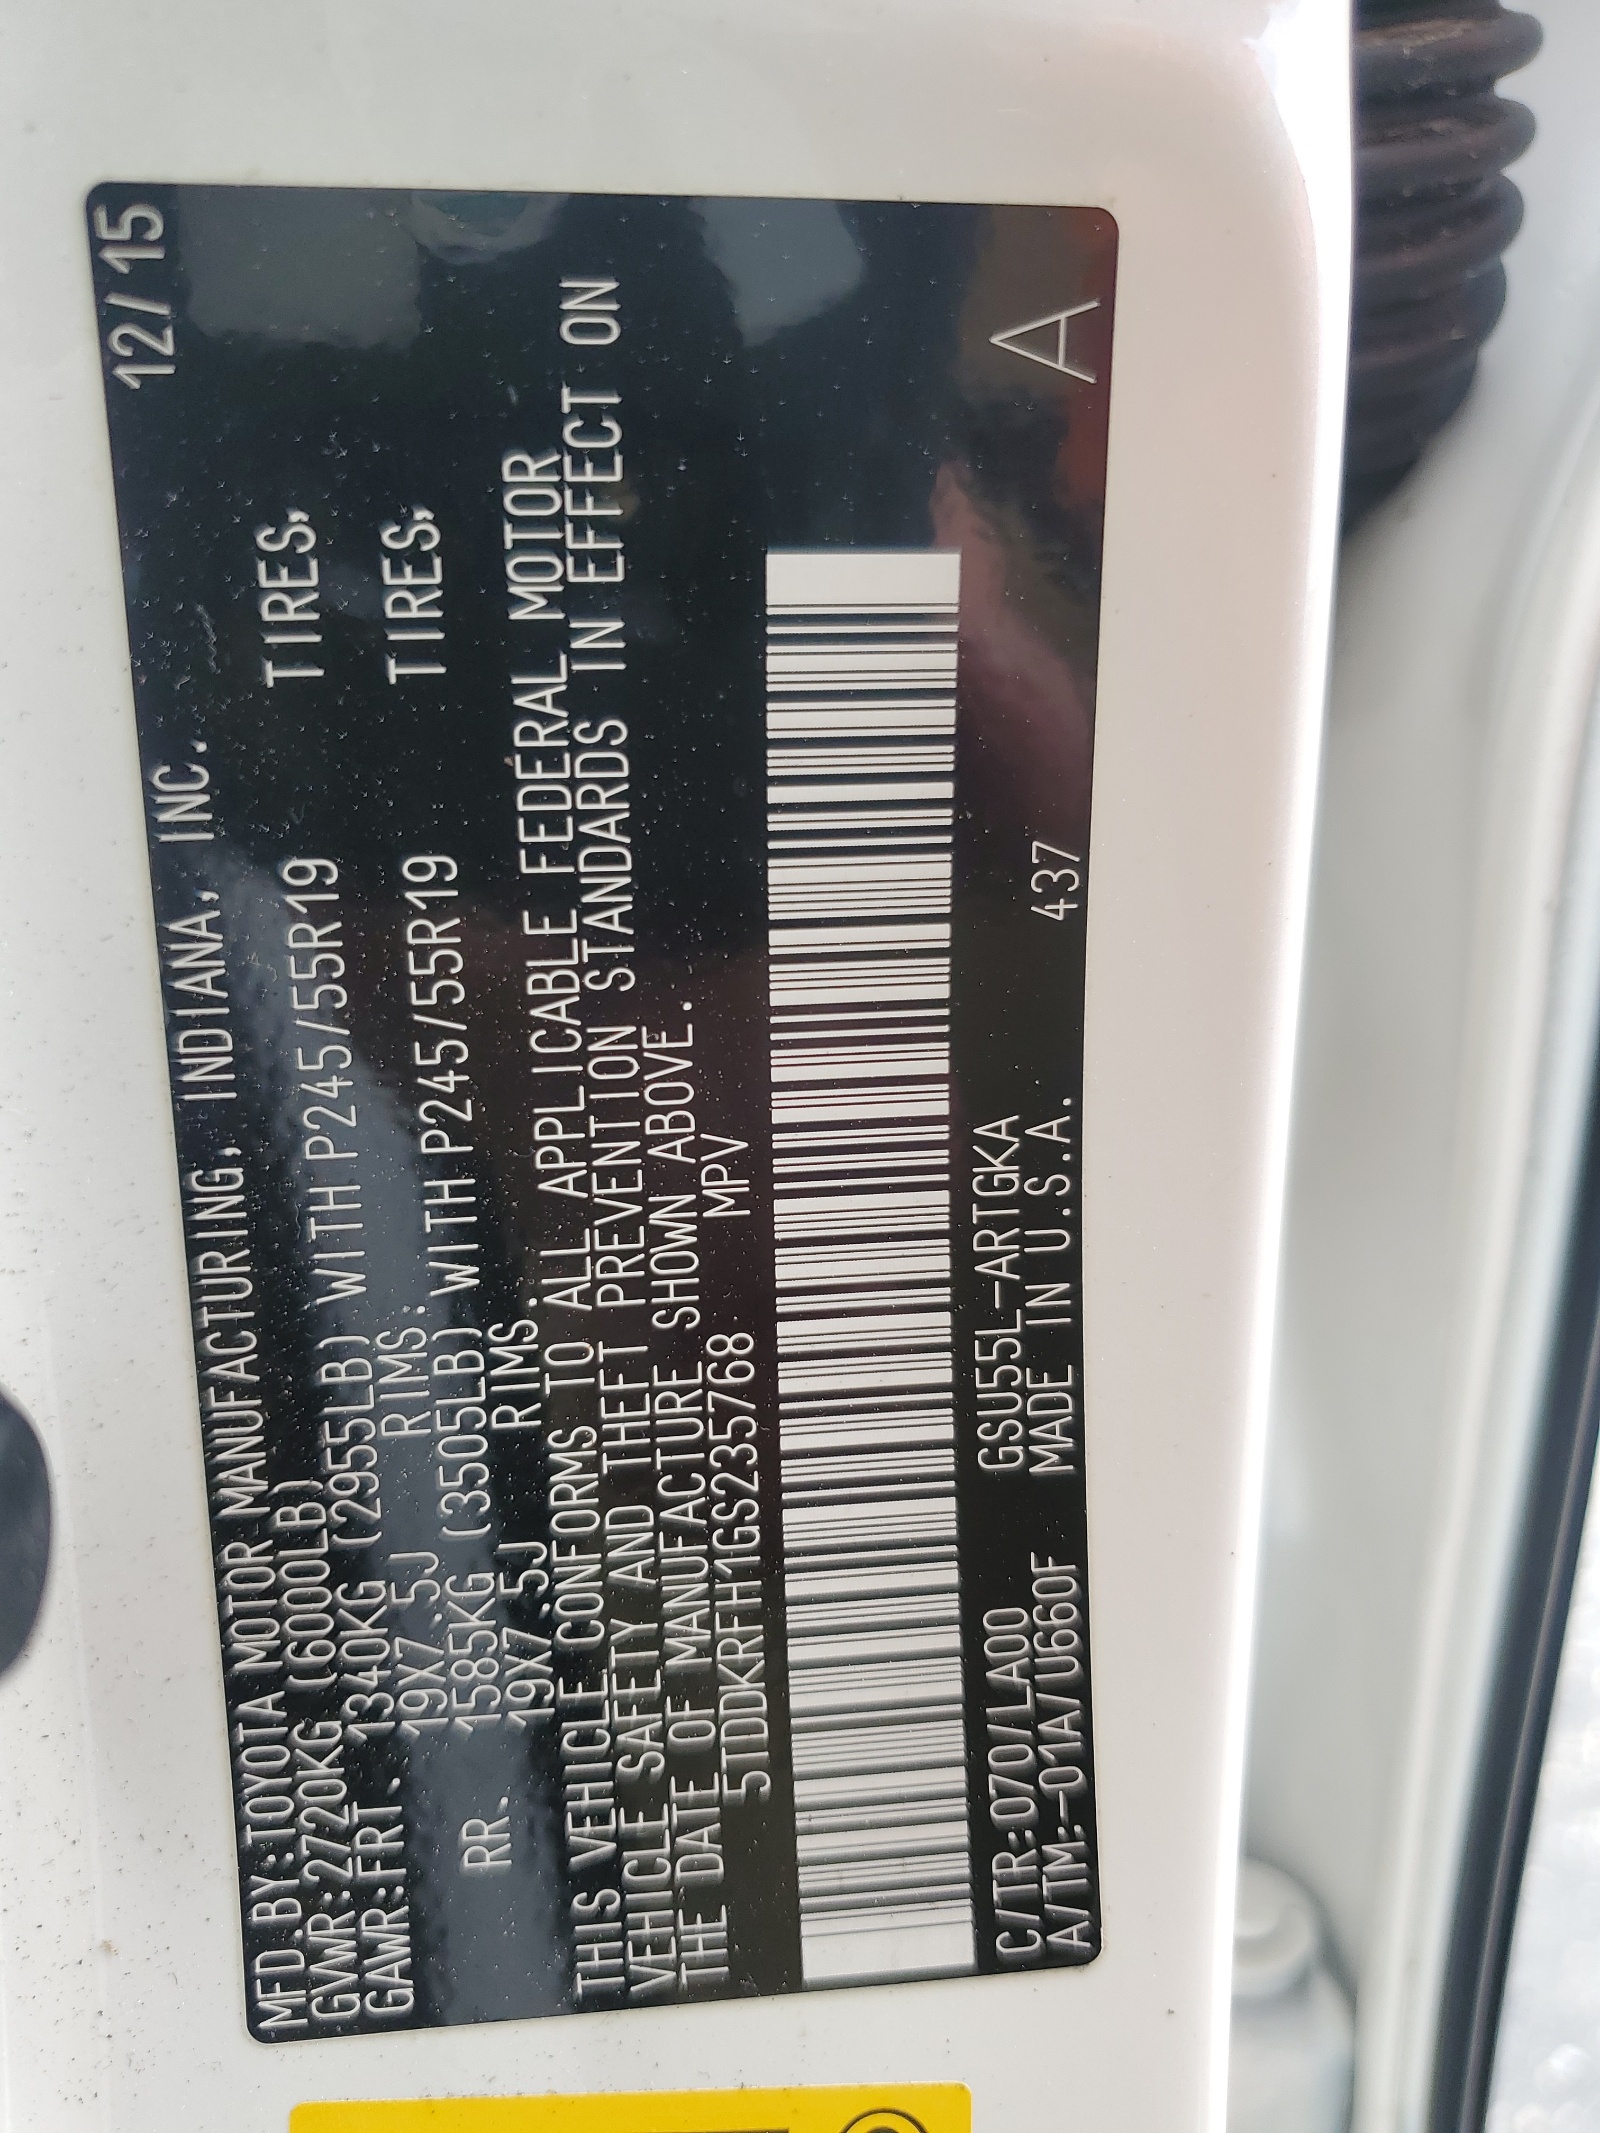 MFD.BY:TOYOTA MOTOR MANUFACTURING, INDIANA, INC. 12/15
GVWR:2720KG (6000LB)
GAWR:FRT. 1340KG (2955LB) WITH P245/55R19 TIRES,
19X7.5J RIMS:
RR. 1585KG (3505LB) WITH P245/55R19 TIRES,
19X7.5J RIMS.
THIS VEHICLE CONFORMS TO ALL APPLICABLE FEDERAL MOTOR
VEHICLE SAFETY AND THEFT PREVENTION STANDARDS IN EFFECT ON
THE DATE OF MANUFACTURE SHOWN ABOVE.
5TDDKRFH1GS235768 MPV
C/TR:070/LA00 GSU55L-ARTGKA
A/TM:-01A/U660F MADE IN U.S.A. 437 A